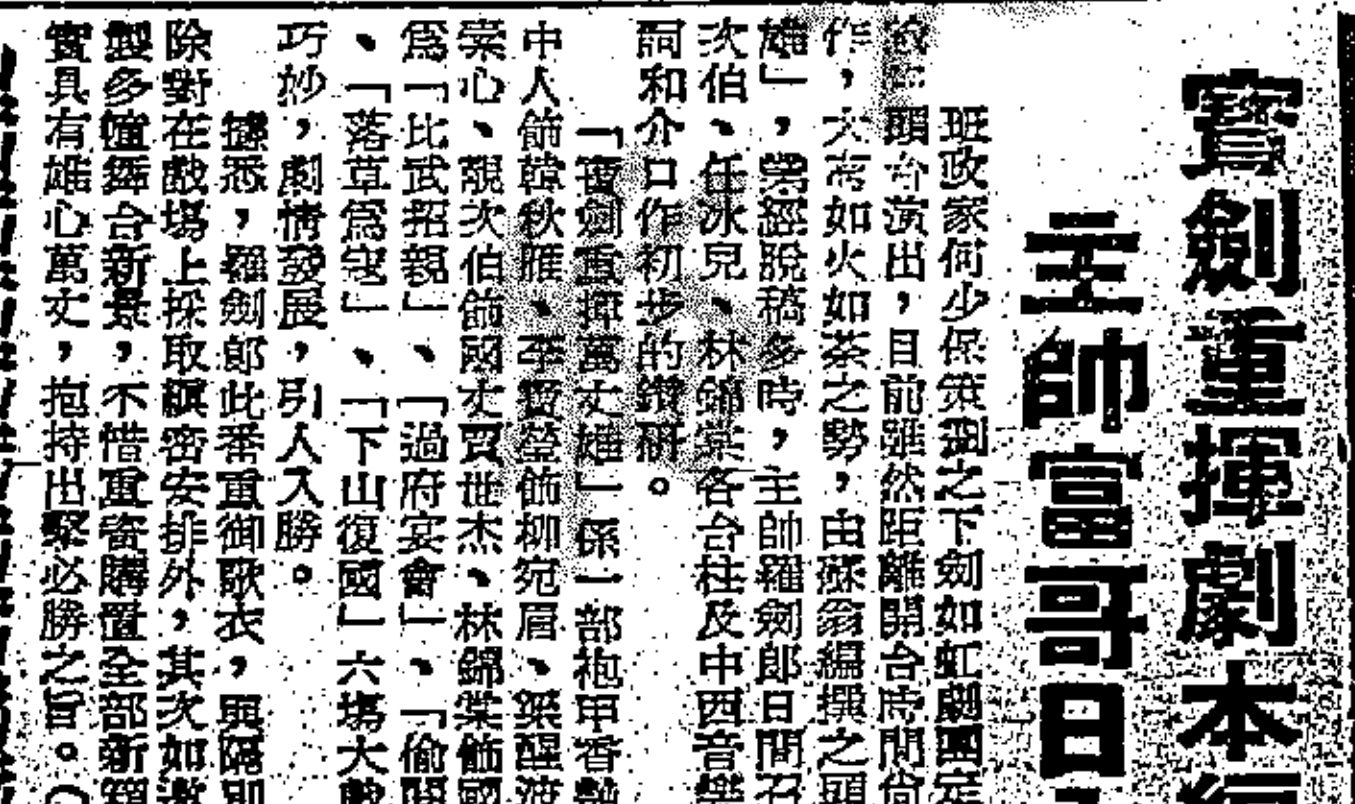 寶劍重揮劇本
主帥富哥日
班政家何少保策劃之下劍如虹劇團定
頭台演出，目前雖然距離開台時間尚
作，大有如火如荼之勢，由蘇翁編撰之頭
雄」，業經脫稿多時，主帥羅劍郎日間召
次伯、任冰兒、林錦棠各台柱及中西音樂
詞和介口作初步的鑽研。
「寶劍重揮萬丈雄」係一部袍甲香艷
中人飾韓秋雁、李寶瑩飾柳宛眉、梁醒波
棠心、靚次伯飾國丈賈世杰、林錦棠飾國
爲「比武招親」、「過府宴會」、「偷關
、「落草爲寇」、「下山復國」六場大戲
巧妙，劇情發展，引人入勝。
據悉，羅劍郎此番重御歌衣，與闊別
除對在戲場上採取縝密安排外，其次如邀
製多幢舞台新景，不惜重資購置全部新
實具有雄心萬丈，抱持出擊必勝之旨。